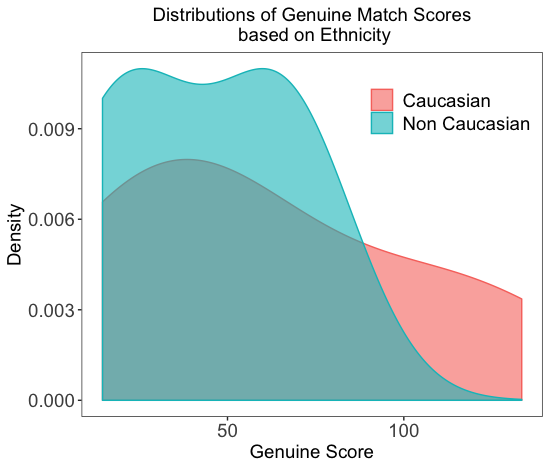 Distributions of Genuine Match Scores
based on Ethnicity
Caucasian
Non Caucasian
Density
0.009
0.006
0.003
0.000
50
100
Genuine Score